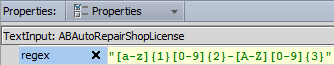 Properties: Properties
TextInput: ABAutoRepairShopLicense
regex "[a-z]{1}[0-9]{2}-[A-Z][0-9]{3}"